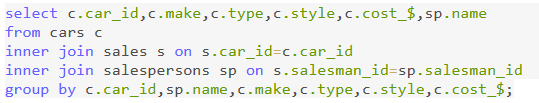 select c.car_id,c.make,c.type,c.style,c.cost_$,sp.name
from cars c
inner join sales s on s.car_id=c.car_id
inner join salespersons sp on s.salesman_id=sp.salesman_id
group by c.car_id,sp.name,c.make,c.type,c.style,c.cost_$;